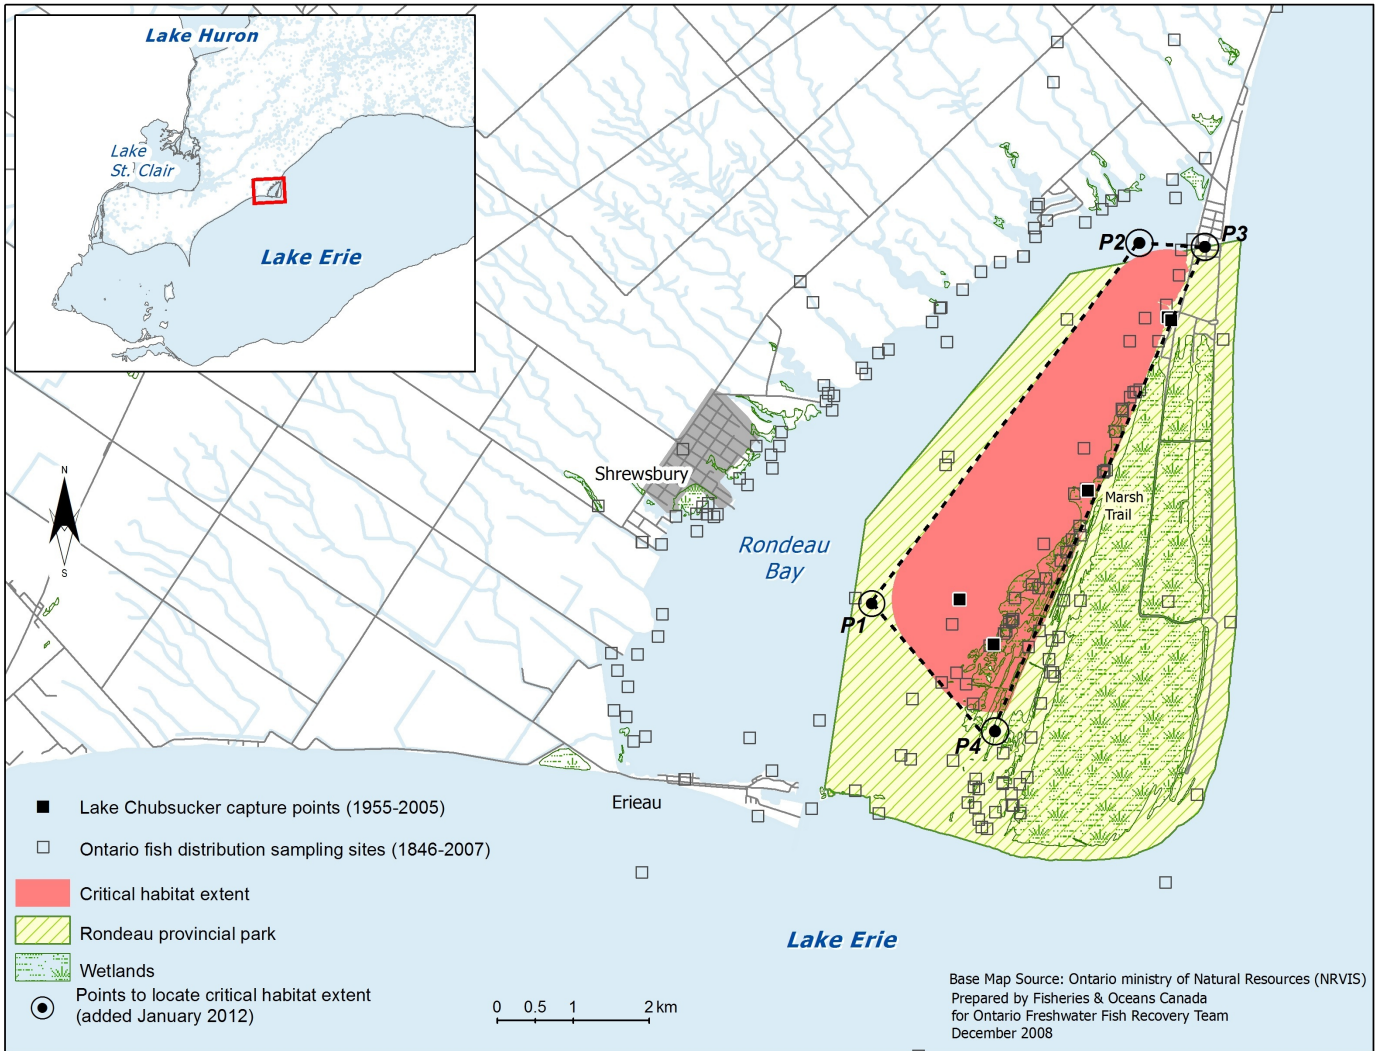 Lake Huron
Lake
St. Clair
Lake Erie
P2
P3
Shrewsbury
N
S
Marsh
Trail
Rondeau
Bay
P1
P4
Erieau
Lake Chubsucker capture points (1955-2005)
Ontario fish distribution sampling sites (1846-2007)
Critical habitat extent
Rondeau provincial park
Wetlands
Points to locate critical habitat extent
(added January 2012)
0 0.5 1 2 km
Lake Erie
Base Map Source: Ontario ministry of Natural Resources (NRVIS)
Prepared by Fisheries & Oceans Canada
for Ontario Freshwater Fish Recovery Team
December 2008